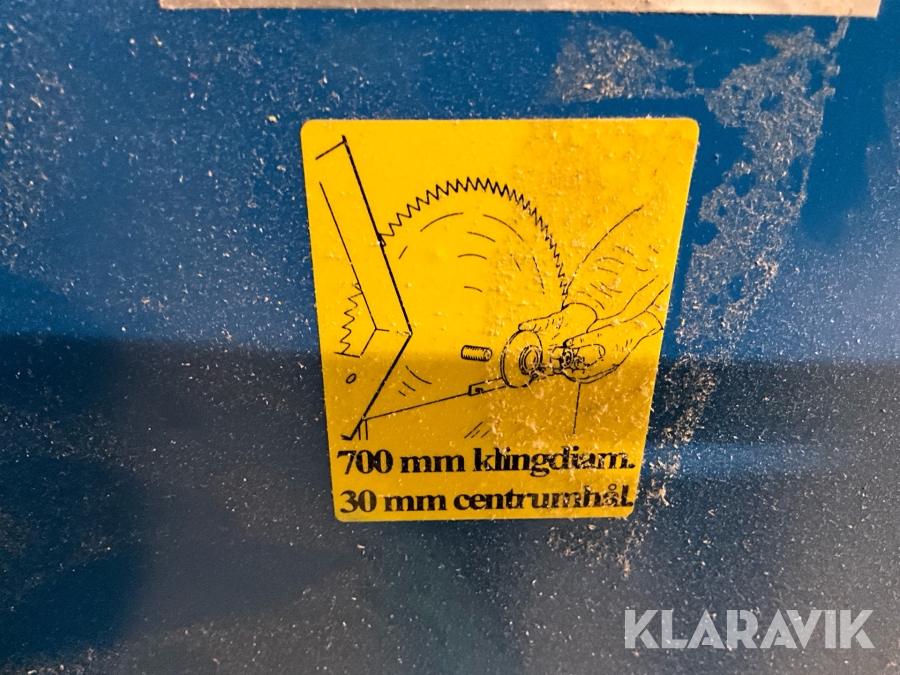 700 mm klingdiam.
30 mm centrumhål.
KLARAVIK